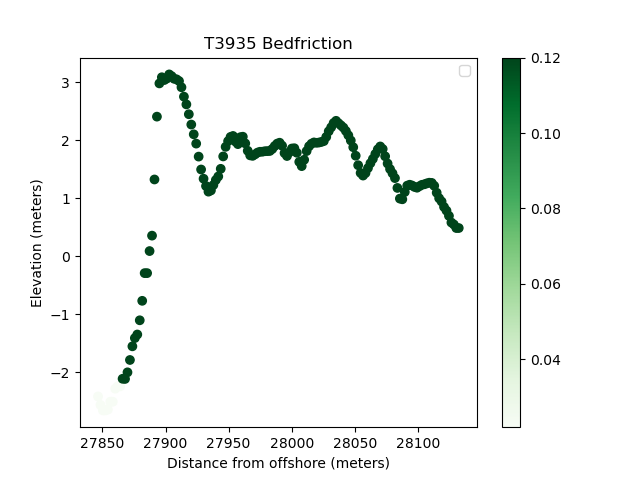 T3935 Bedfriction
3
2
1
0
−1
−2
Elevation (meters)
27850 27900 27950 28000 28050 28100
Distance from offshore (meters)
0.12
0.10
0.08
0.06
0.04